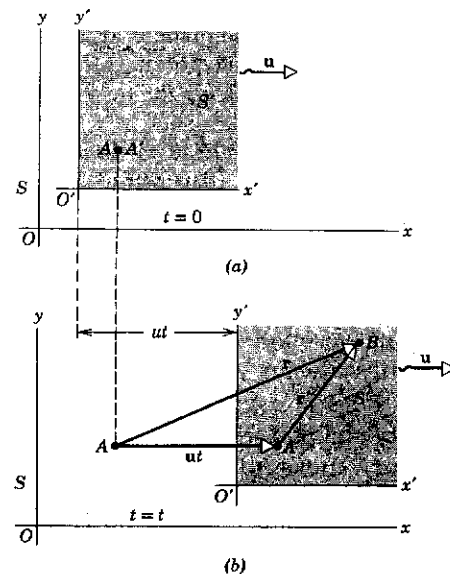 y y′
u
S′
A A′
S
O′ x′
t = 0
O x
(a)
y y′
ut
B
u
r
r′
S′
A A′
ut
S
O′ x′
t = t
O x
(b)